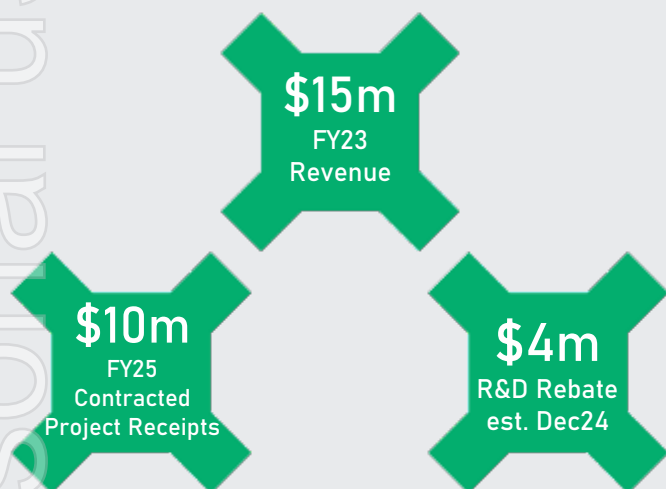 $15m
FY23
Revenue
$10m
FY25
Contracted
Project Receipts
$4m
R&D Rebate
est. Dec24